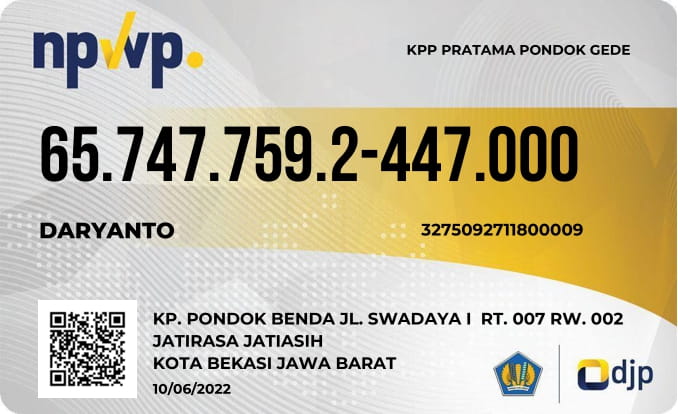 npwp.
KPP PRATAMA PONDOK GEDE
65.747.759.2-447.000
DARYANTO
3275092711800009
KP. PONDOK BENDA JL. SWADAYA I RT. 007 RW. 002
JATIRASA JATIASIH
KOTA BEKASI JAWA BARAT
10/06/2022
djp